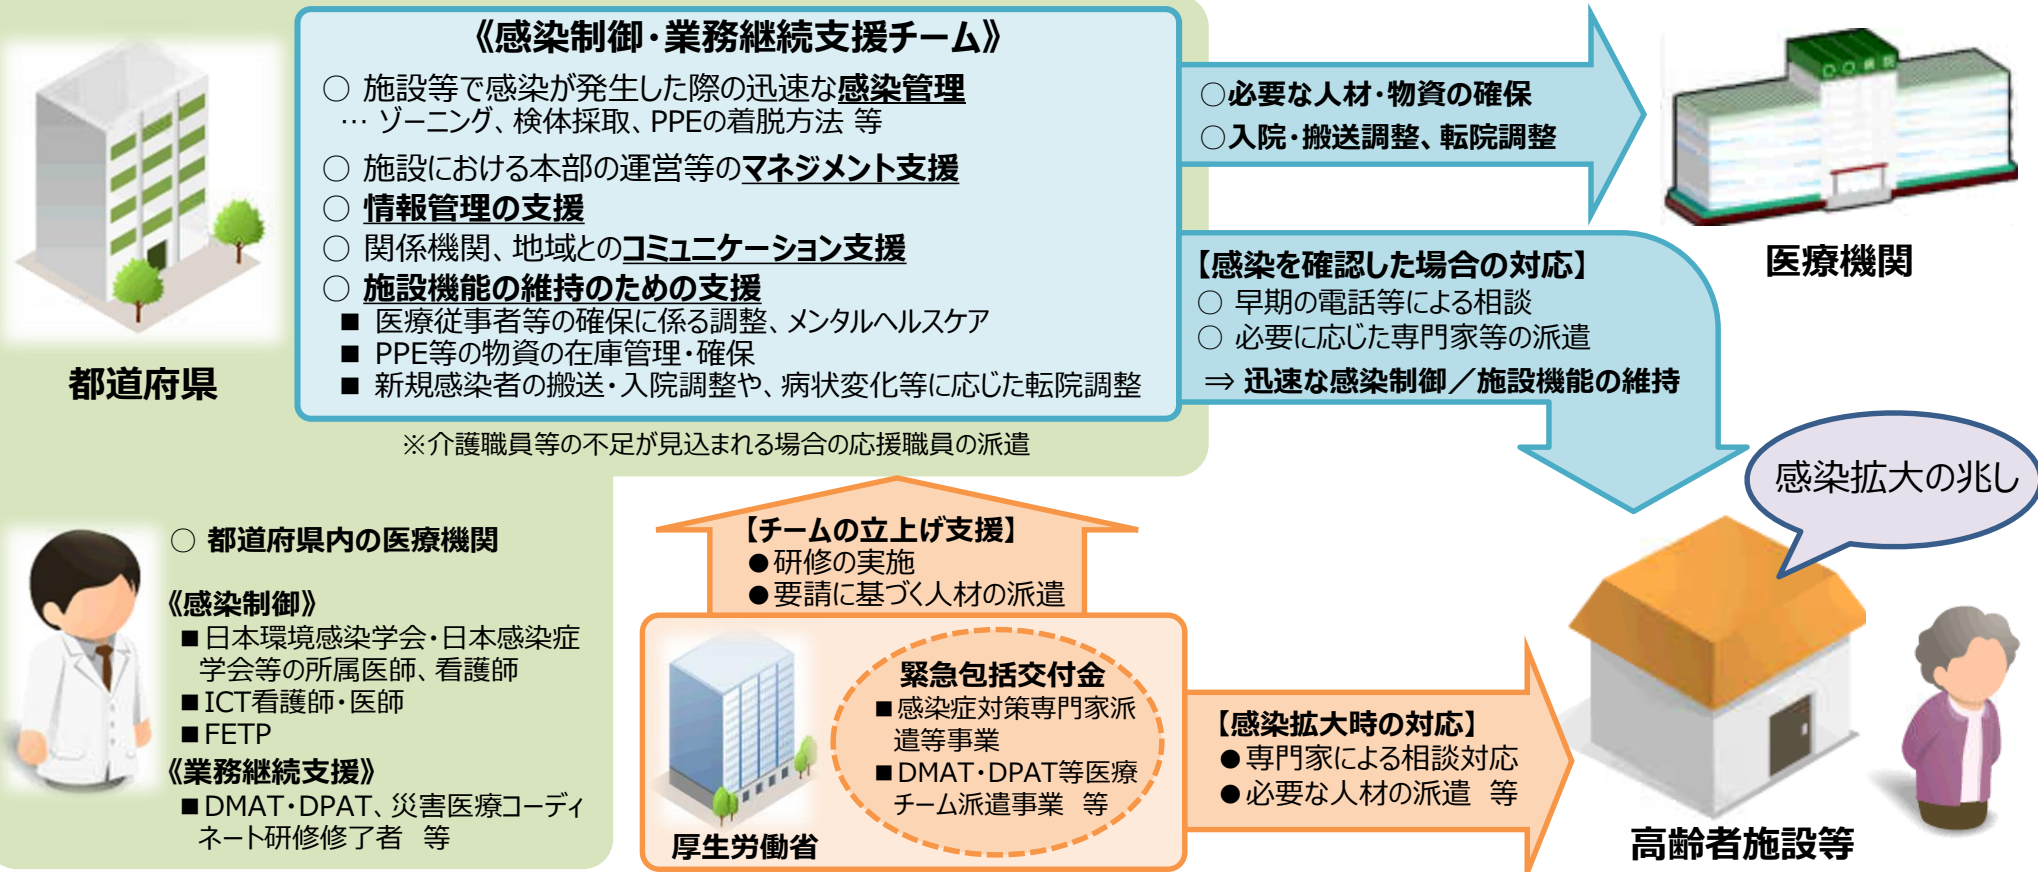 《感染制御・業務継続支援チーム》
○ 施設等で感染が発生した際の迅速な感染管理
… ゾーニング、検体採取、PPEの着脱方法 等
○ 施設における本部の運営等のマネジメント支援
○ 情報管理の支援
○ 関係機関、地域とのコミュニケーション支援
○ 施設機能の維持のための支援
■ 医療従事者等の確保に係る調整、メンタルヘルスケア
■ PPE等の物資の在庫管理・確保
■ 新規感染者の搬送・入院調整や、病状変化等に応じた転院調整
※介護職員等の不足が見込まれる場合の応援職員の派遣
都道府県
○必要な人材・物資の確保
○入院・搬送調整、転院調整
○○病院
医療機関
【感染を確認した場合の対応】
○ 早期の電話等による相談
○ 必要に応じた専門家等の派遣
⇒ 迅速な感染制御／施設機能の維持
感染拡大の兆し
○ 都道府県内の医療機関
《感染制御》
■日本環境感染学会・日本感染症
学会等の所属医師、看護師
■ICT看護師・医師
■FETP
《業務継続支援》
■DMAT・DPAT、災害医療コーディ
ネート研修修了者 等
【チームの立上げ支援】
●研修の実施
●要請に基づく人材の派遣
緊急包括交付金
■感染症対策専門家派
遣等事業
■DMAT・DPAT等医療
チーム派遣事業 等
厚生労働省
【感染拡大時の対応】
●専門家による相談対応
●必要な人材の派遣 等
高齢者施設等